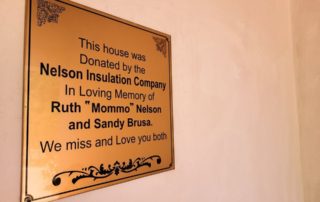 This house was
Donated by the
Nelson Insulation Company
In Loving Memory of
Ruth "Mommo" Nelson
and Sandy Brusa.
We miss and Love you both